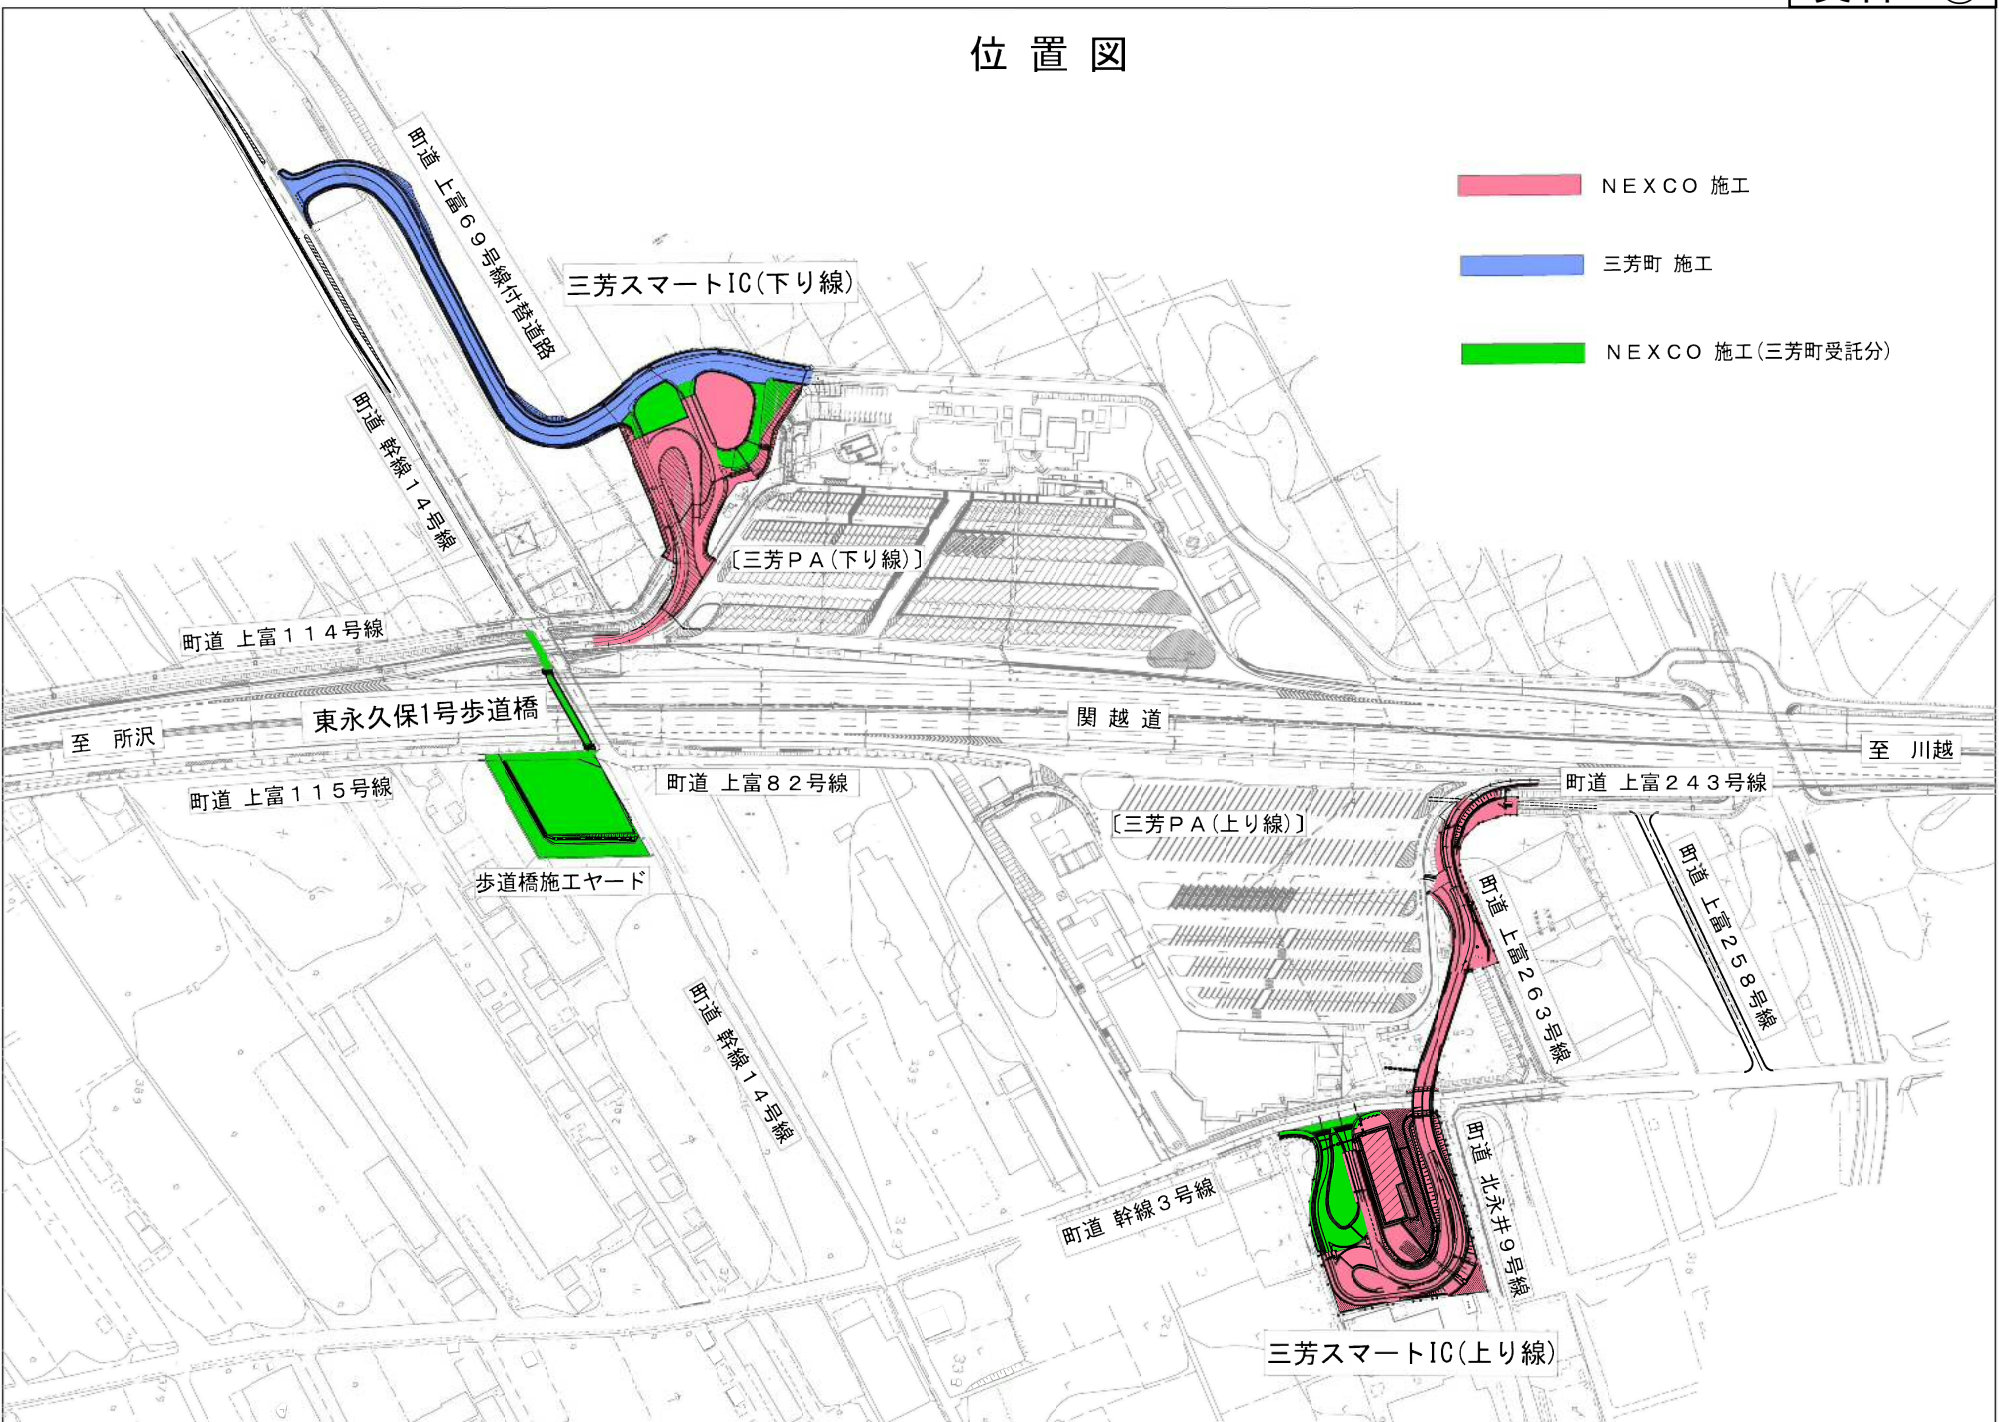 位置図
ＮＥＸＣＯ 施工
三芳町 施工
ＮＥＸＣＯ 施工(三芳町受託分)
町道 上富６９号線付替道路
三芳スマートIC(下り線)
町道 幹線１４号線
〔三芳ＰＡ(下り線)〕
町道 上富１１４号線
東永久保1号歩道橋
関越道
至 所沢
至 川越
町道 上富１１５号線
町道 上富８２号線
町道 上富２４３号線
〔三芳ＰＡ(上り線)〕
歩道橋施工ヤード
町道 上富２６３号線
町道 上富２５８号線
町道 幹線１４号線
町道 幹線３号線
町道 北永井９号線
三芳スマートIC(上り線)